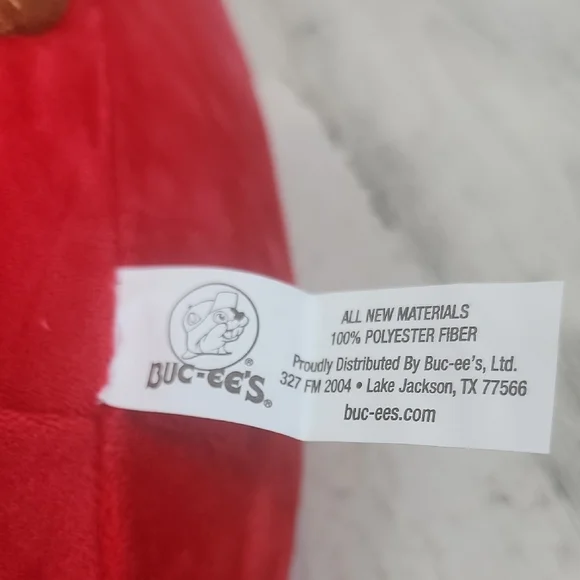 BUC-EE'S®
ALL NEW MATERIALS
100% POLYESTER FIBER
Proudly Distributed By Buc-ee's, Ltd.
327 FM 2004 • Lake Jackson, TX 77566
buc-ees.com